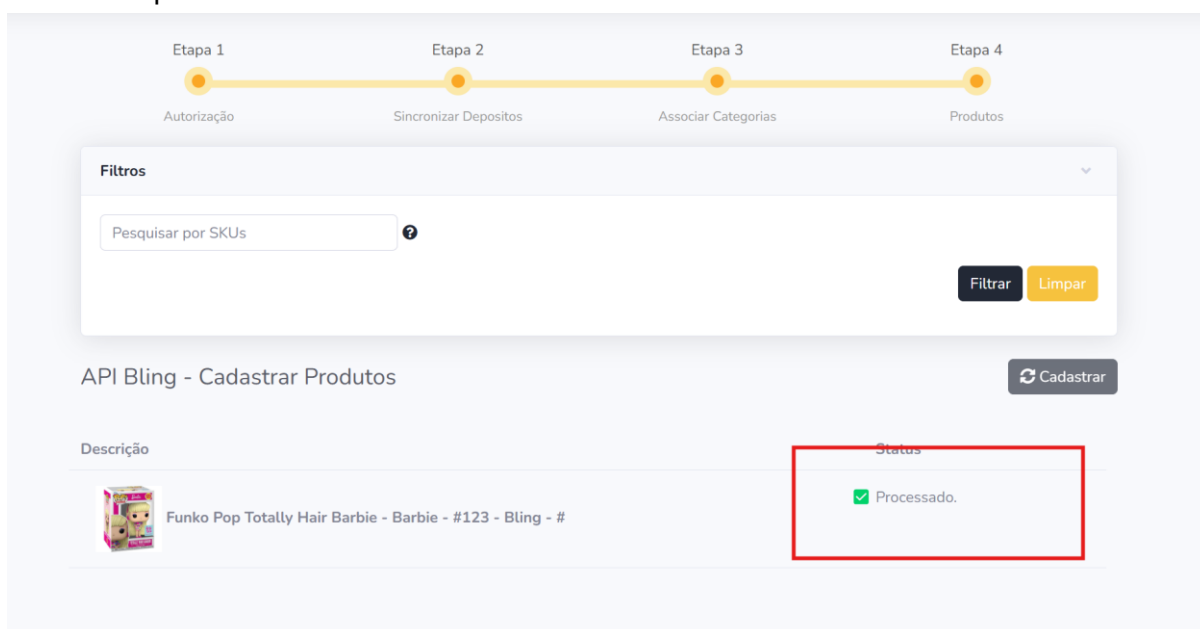 Etapa 1 Etapa 2 Etapa 3 Etapa 4
Autorização Sincronizar Depositos Associar Categorias Produtos
Filtros
Pesquisar por SKUs
Filtrar Limpar
API Bling - Cadastrar Produtos Cadastrar
Descrição Status
Processado.
Funko Pop Totally Hair Barbie - Barbie - #123 - Bling - #